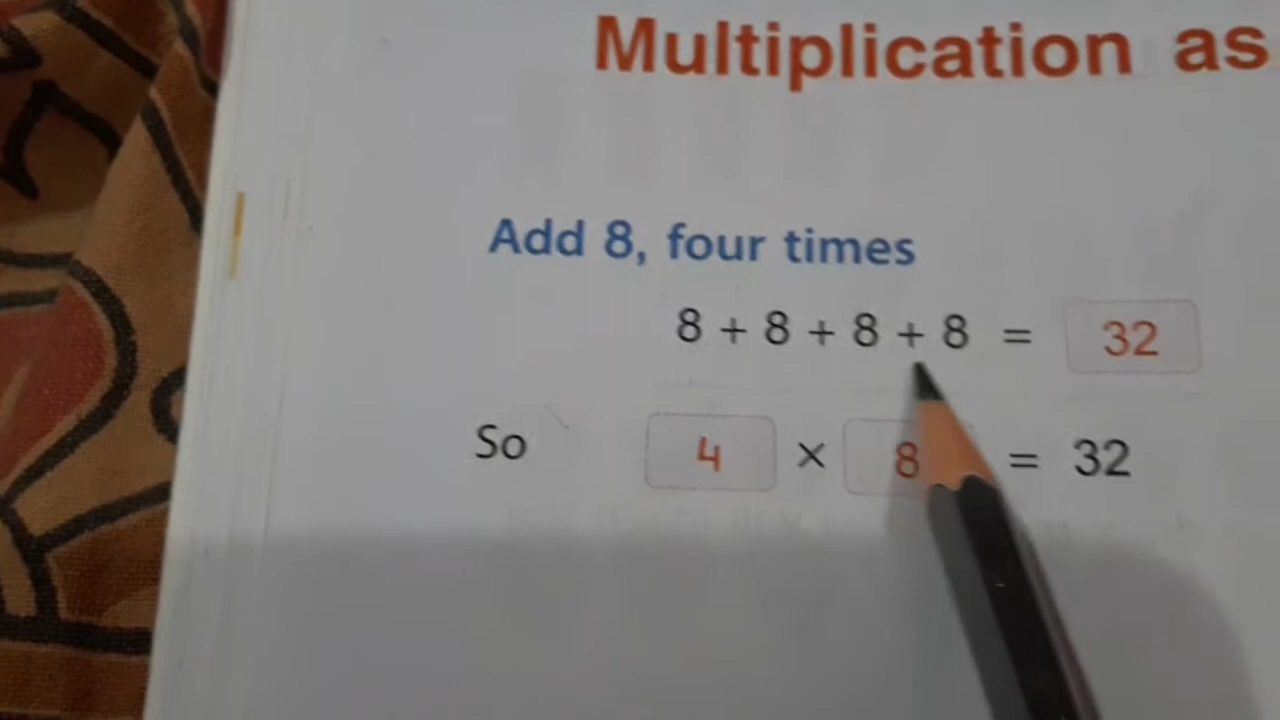 Multiplication as
Add 8, four times
8 + 8 + 8 + 8 = 32
So 4 × 8 = 32